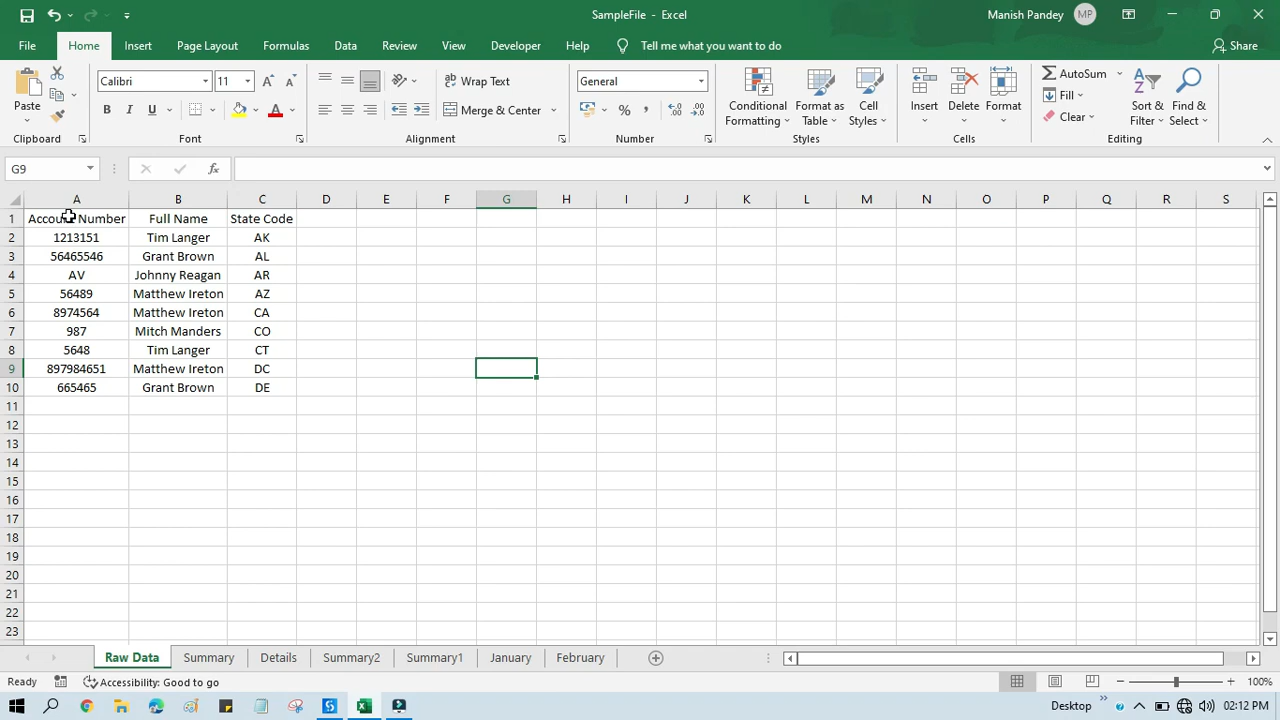 SampleFile - Excel
Manish Pandey MP
File Home Insert Page Layout Formulas Data Review View Developer Help Tell me what you want to do Share
Paste
Calibri 11
Wrap Text
General
Conditional Formatting
Format as Table
Cell Styles
Insert Delete Format
AutoSum
Fill
Clear
Sort & Filter
Find & Select
B I U
Merge & Center
Clipboard Font Alignment Number Styles Cells Editing
G9 fx
A B C D E F G H I J K L M N O P Q R S
1 Account Number Full Name State Code
2 1213151 Tim Langer AK
3 56465546 Grant Brown AL
4 AV Johnny Reagan AR
5 56489 Matthew Ireton AZ
6 8974564 Matthew Ireton CA
7 987 Mitch Manders CO
8 5648 Tim Langer CT
9 897984651 Matthew Ireton DC
10 665465 Grant Brown DE
11
12
13
14
15
16
17
18
19
20
21
22
23
Raw Data Summary Details Summary2 Summary1 January February
Ready Accessibility: Good to go 100%
Desktop 02:12 PM